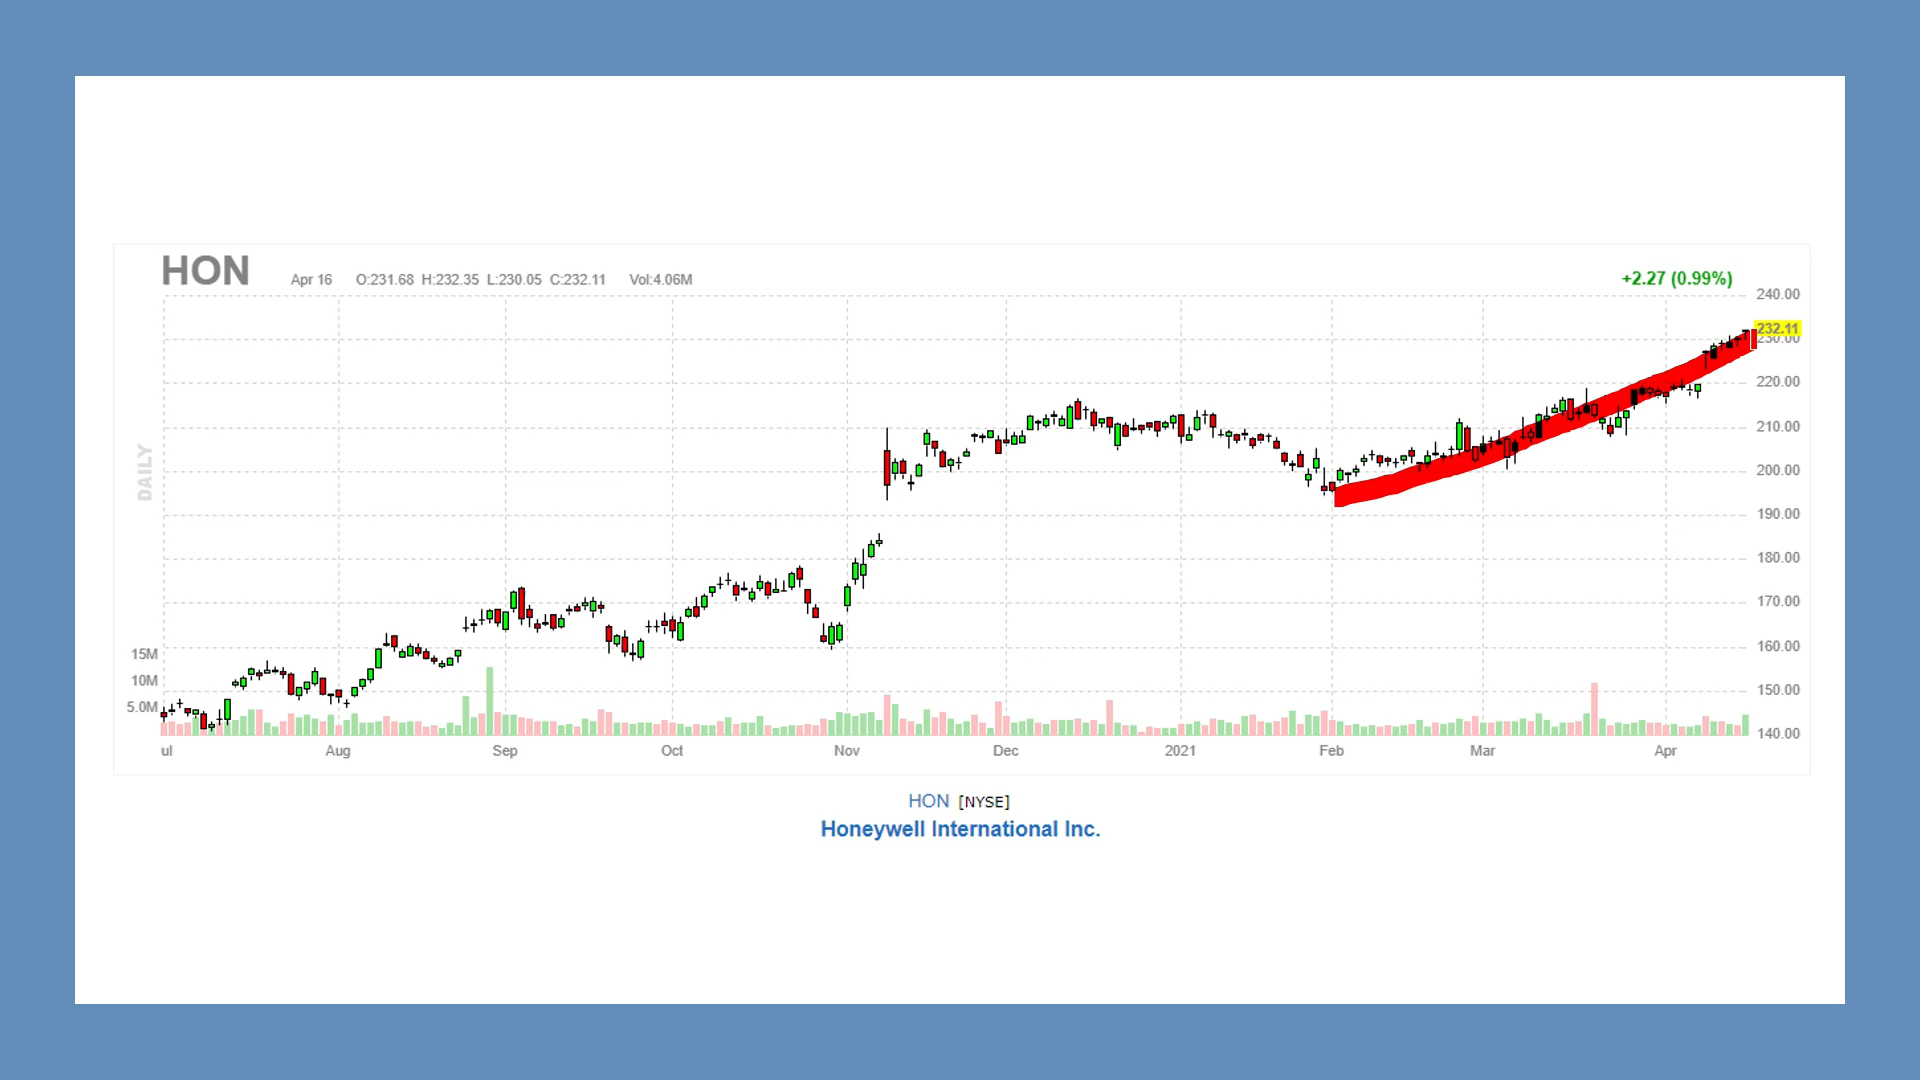 HON Apr 16 O:231.68 H:232.35 L:230.05 C:232.11 Vol:4.06M +2.27 (0.99%)
240.00
232.11
230.00
220.00
210.00
200.00
DAILY
190.00
180.00
170.00
160.00
15M
10M
150.00
5.0M
140.00
ul Aug Sep Oct Nov Dec 2021 Feb Mar Apr
HON [NYSE]
Honeywell International Inc.